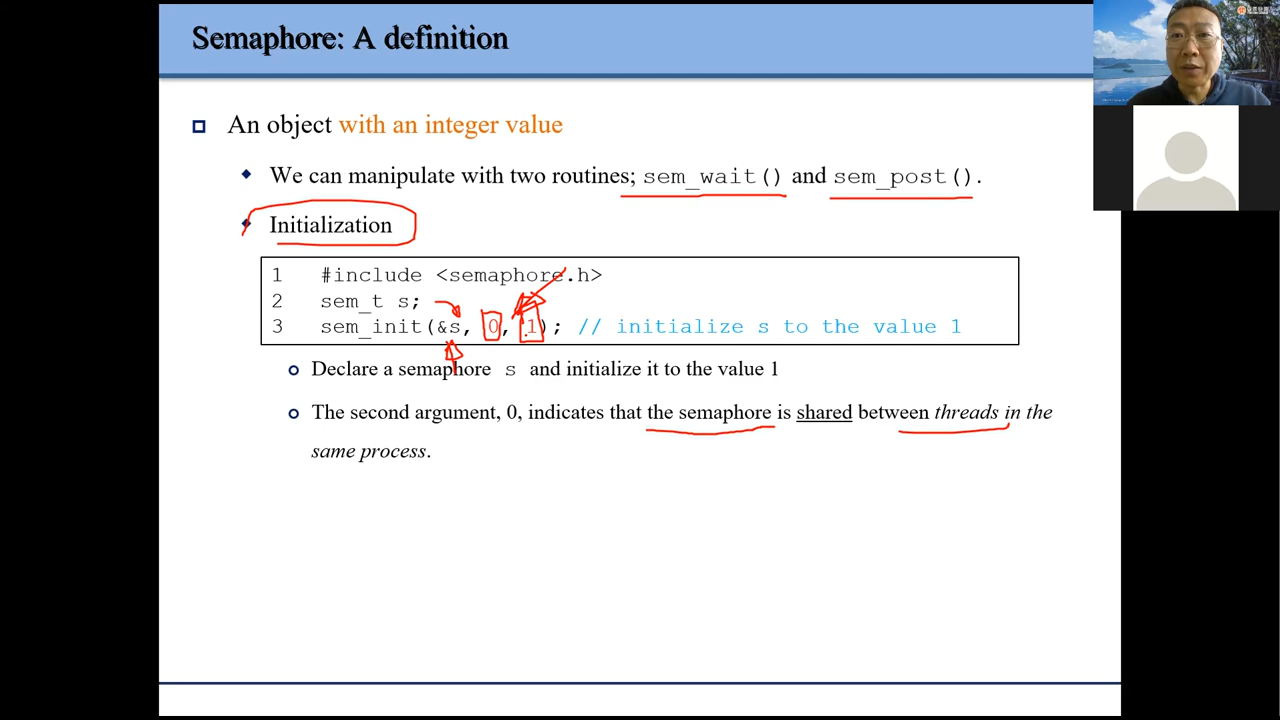 Semaphore: A definition
An object with an integer value
We can manipulate with two routines; sem_wait() and sem_post().
Initialization
1 #include <semaphore.h>
2 sem_t s;
3 sem_init(&s, 0, 1); // initialize s to the value 1
Declare a semaphore s and initialize it to the value 1
The second argument, 0, indicates that the semaphore is shared between threads in the
same process.